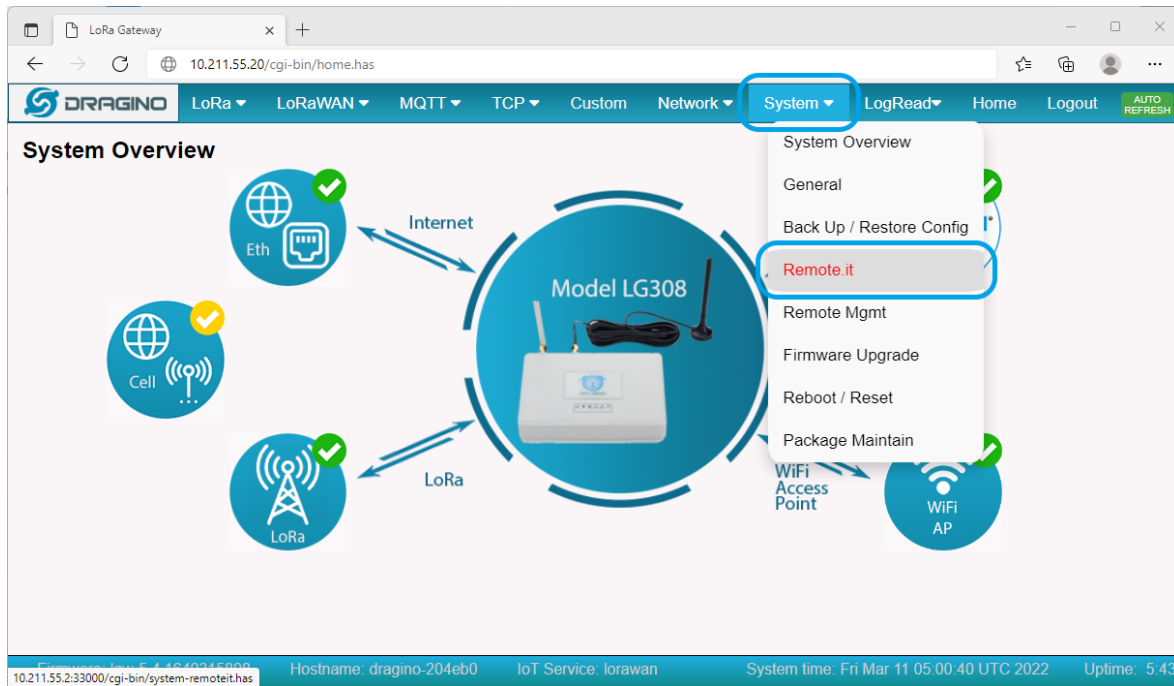 LoRa Gateway
10.211.55.20/cgi-bin/home.has
DRAGINO LoRa LoRaWAN MQTT TCP Custom Network System LogRead Home Logout AUTO REFRESH
System Overview
System Overview
General
Back Up / Restore Config
Remote.it
Remote Mgmt
Firmware Upgrade
Reboot / Reset
Package Maintain
Eth
Internet
Model LG308
Cell
LoRa
LoRa
WiFi
Access
Point
WiFi
AP
Hostname: dragino-204eb0 IoT Service: lorawan System time: Fri Mar 11 05:00:40 UTC 2022 Uptime: 5:43
10.211.55.2:33000/cgi-bin/system-remoteit.has